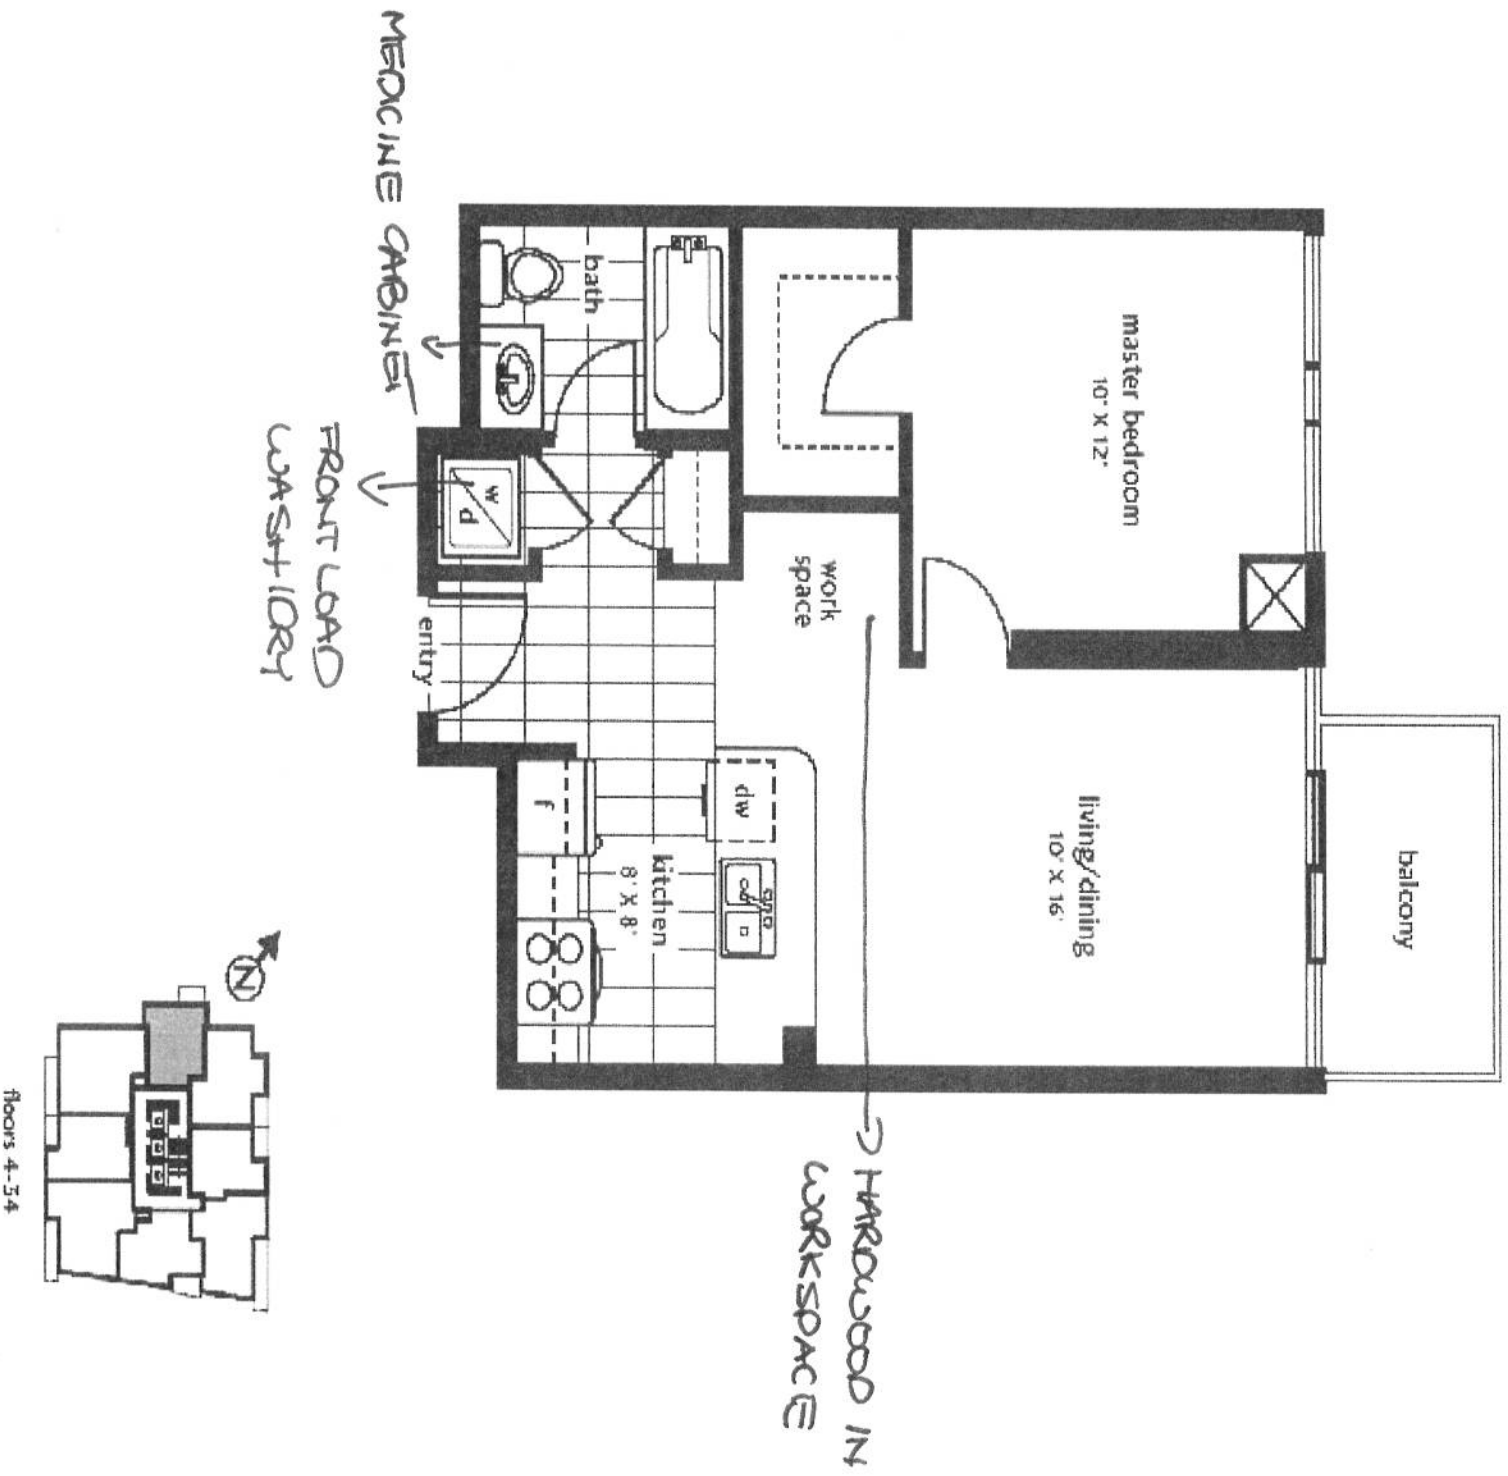 balcony
master bedroom
10' X 12'
living/dining
10' X 16'
work
space
HARDWOOD IN
WORKSPACE
dw
kitchen
8' X 8'
bath
f
w
d
entry
MEDICINE CABINET
FRONT LOAD
WASH/DRY
N
floors 4-34